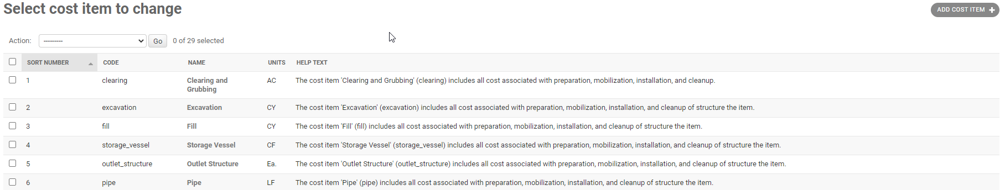 Select cost item to change
ADD COST ITEM +
Action: --------- Go 0 of 29 selected
SORT NUMBER CODE NAME UNITS HELP TEXT
1 clearing Clearing and Grubbing AC The cost item 'Clearing and Grubbing' (clearing) includes all cost associated with preparation, mobilization, installation, and cleanup.
2 excavation Excavation CY The cost item 'Excavation' (excavation) includes all cost associated with preparation, mobilization, installation, and cleanup of structure the item.
3 fill Fill CY The cost item 'Fill' (fill) includes all cost associated with preparation, mobilization, installation, and cleanup of structure the item.
4 storage_vessel Storage Vessel CF The cost item 'Storage Vessel' (storage_vessel) includes all cost associated with preparation, mobilization, installation, and cleanup of structure the item.
5 outlet_structure Outlet Structure Ea. The cost item 'Outlet Structure' (outlet_structure) includes all cost associated with preparation, mobilization, installation, and cleanup of structure the item.
6 pipe Pipe LF The cost item 'Pipe' (pipe) includes all cost associated with preparation, mobilization, installation, and cleanup of structure the item.